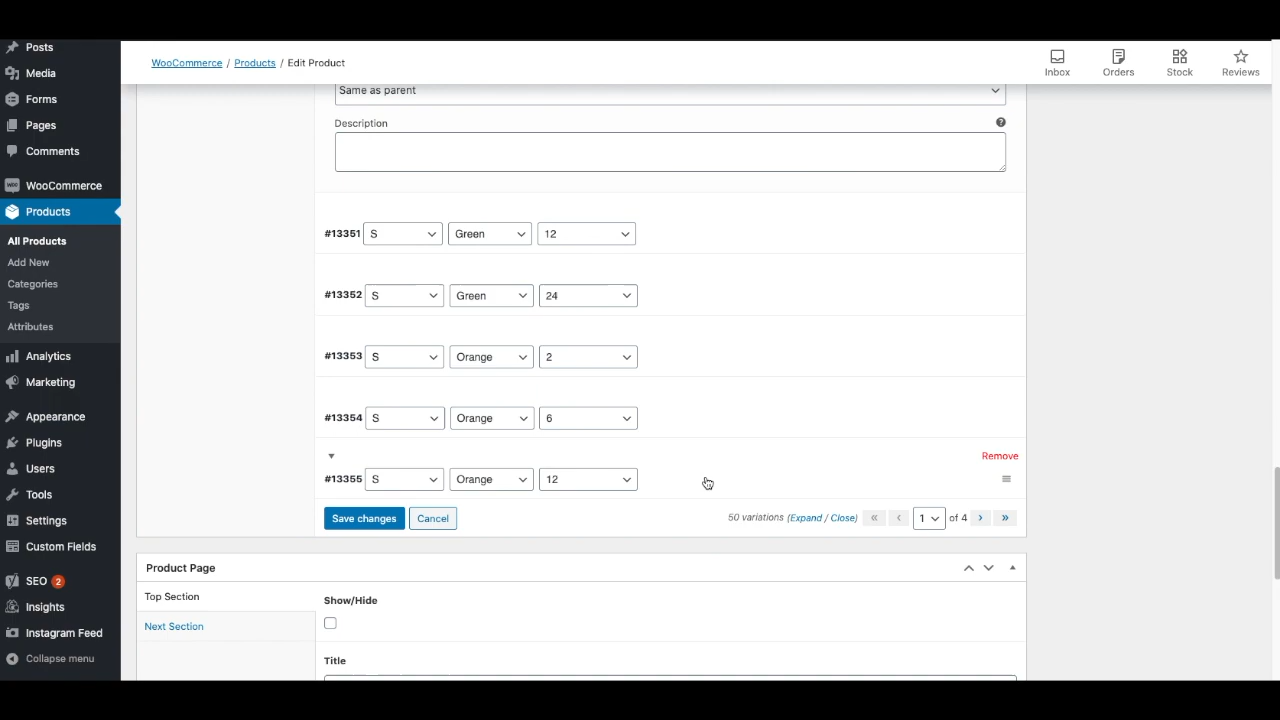 Posts
Media
Forms
Pages
Comments
WooCommerce
Products
All Products
Add New
Categories
Tags
Attributes
Analytics
Marketing
Appearance
Plugins
Users
Tools
Settings
Custom Fields
SEO 2
Insights
Instagram Feed
Collapse menu
WooCommerce / Products / Edit Product
Inbox Orders Stock Reviews
Same as parent
Description
#13351 S Green 12
#13352 S Green 24
#13353 S Orange 2
#13354 S Orange 6
Remove
#13355 S Orange 12
Save changes Cancel 50 variations (Expand / Close) « ‹ 1 of 4 › »
Product Page
Top Section
Next Section
Show/Hide
Title